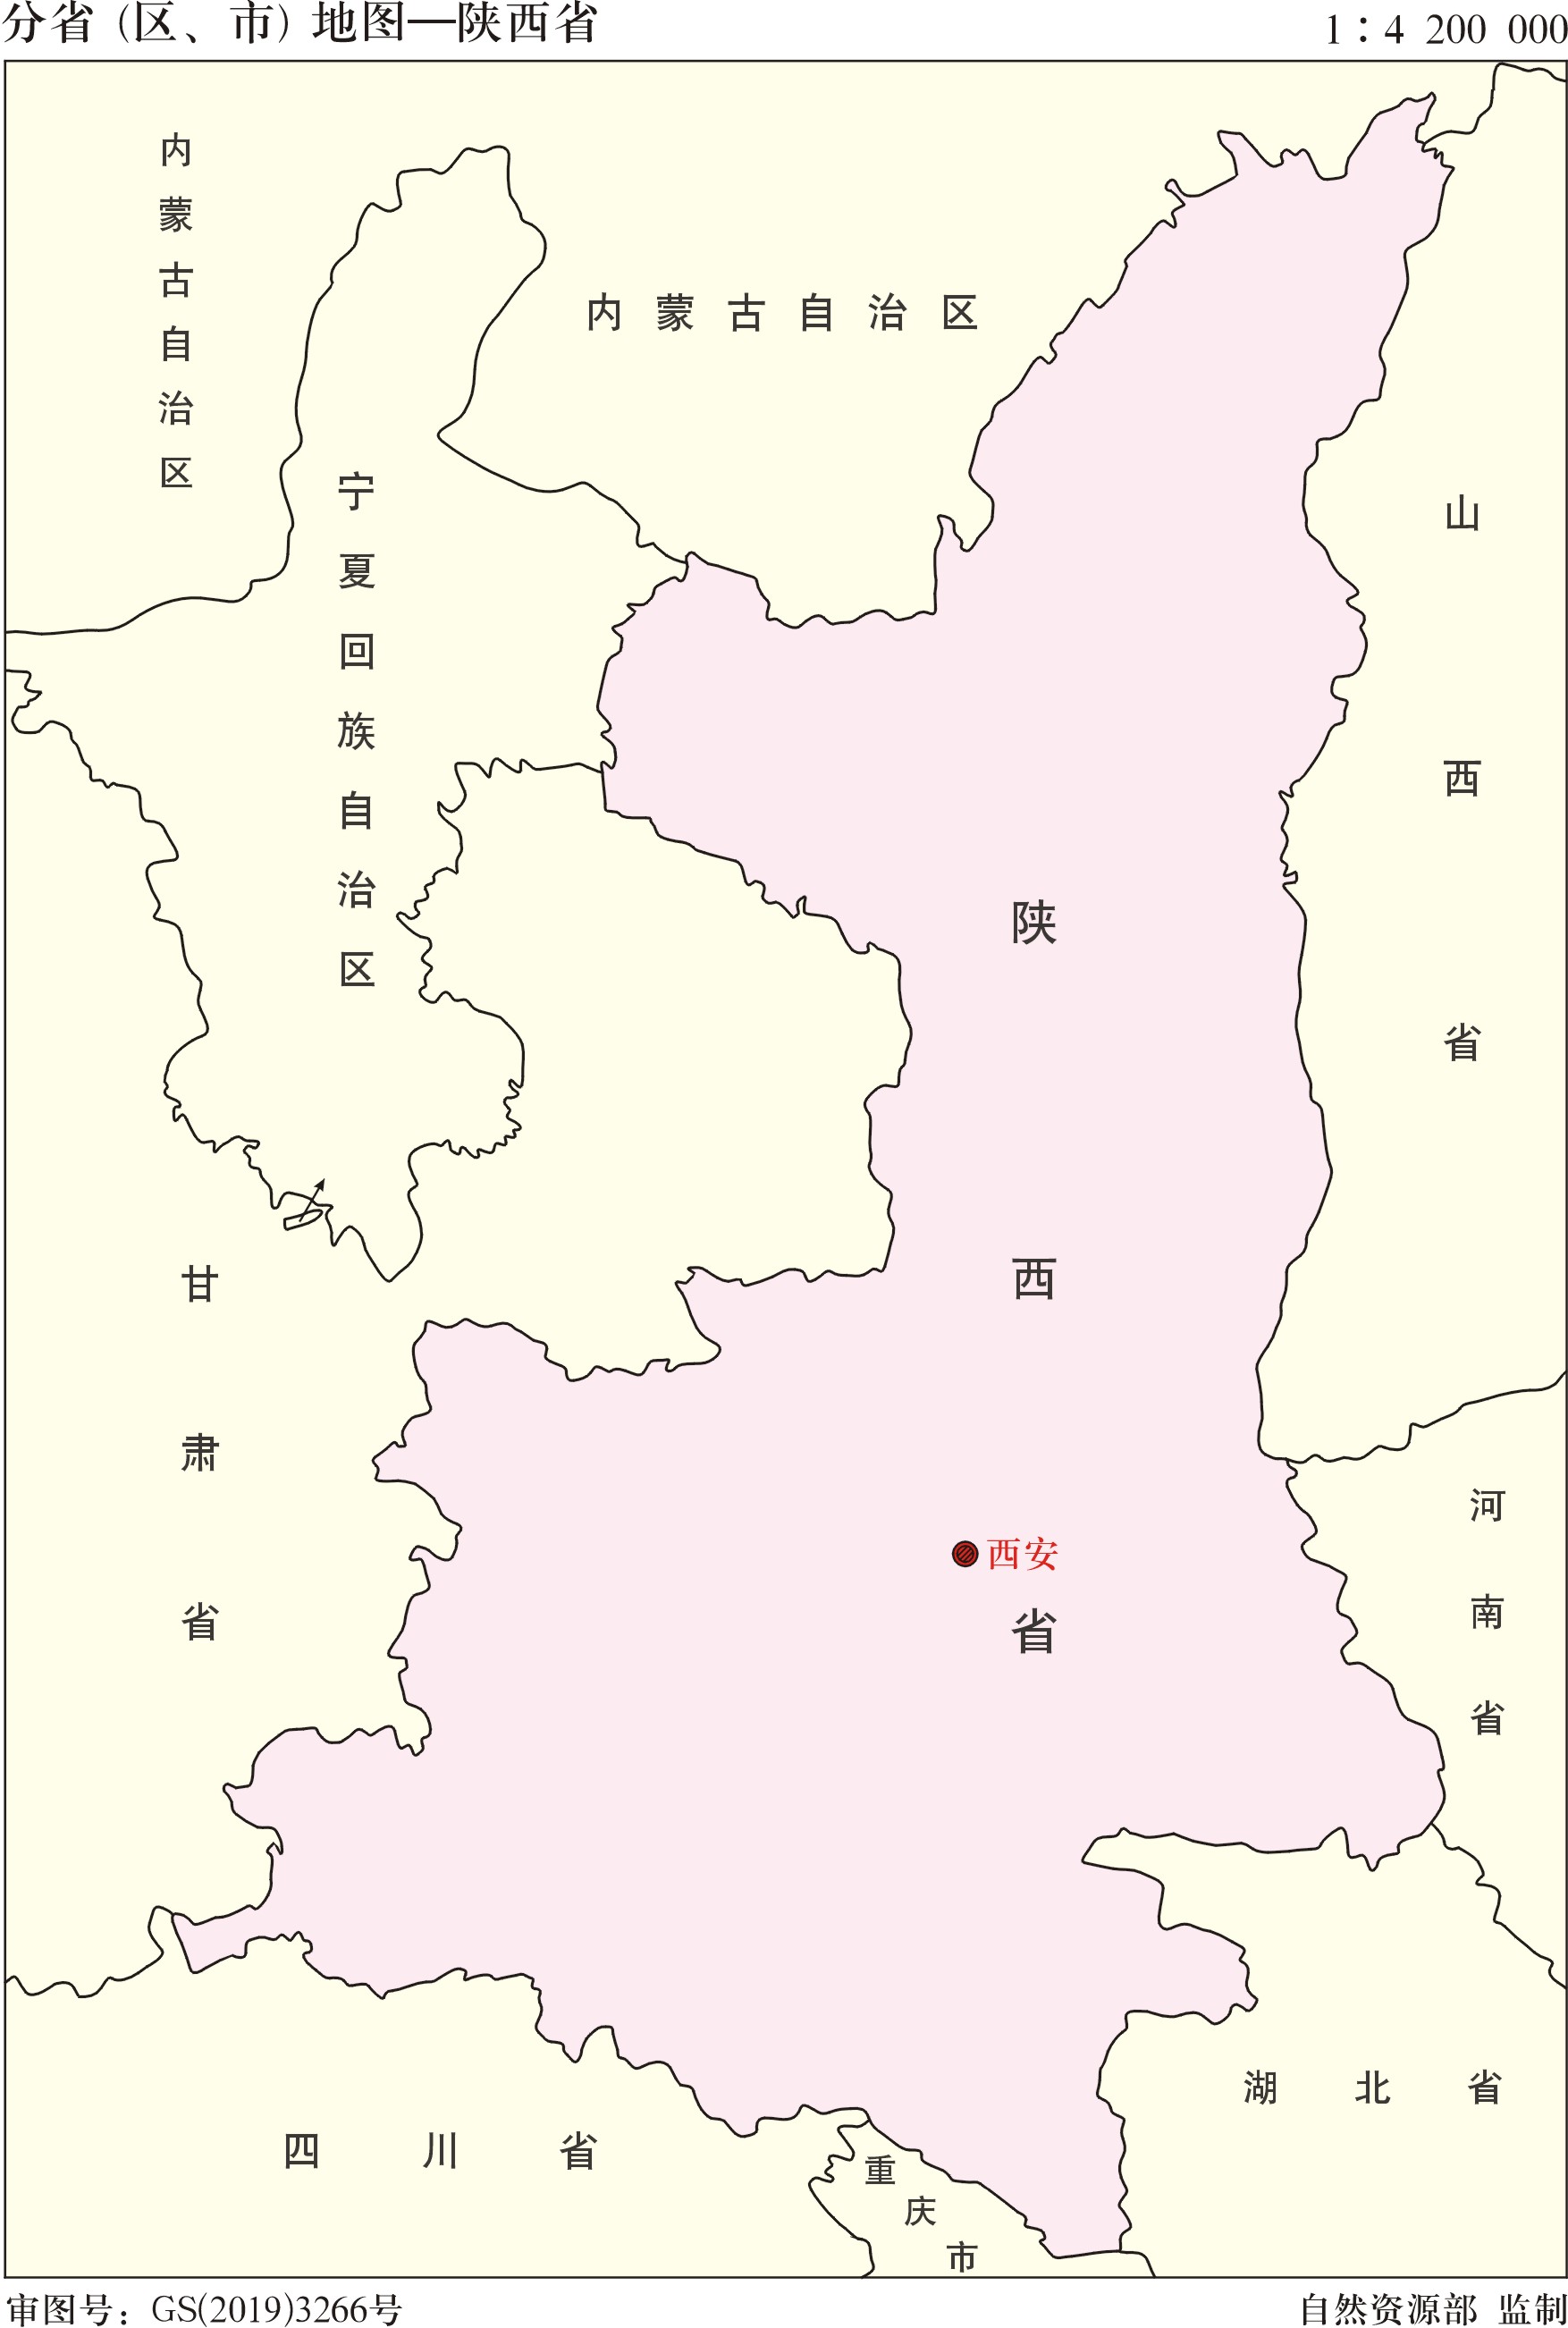 分省（区、市）地图—陕西省
1：4 200 000
内蒙古自治区
内蒙古自治区
宁夏回族自治区
山西省
陕西省
甘肃省
西安
河南省
湖北省
四川省
重庆市
审图号：GS(2019)3266号
自然资源部 监制